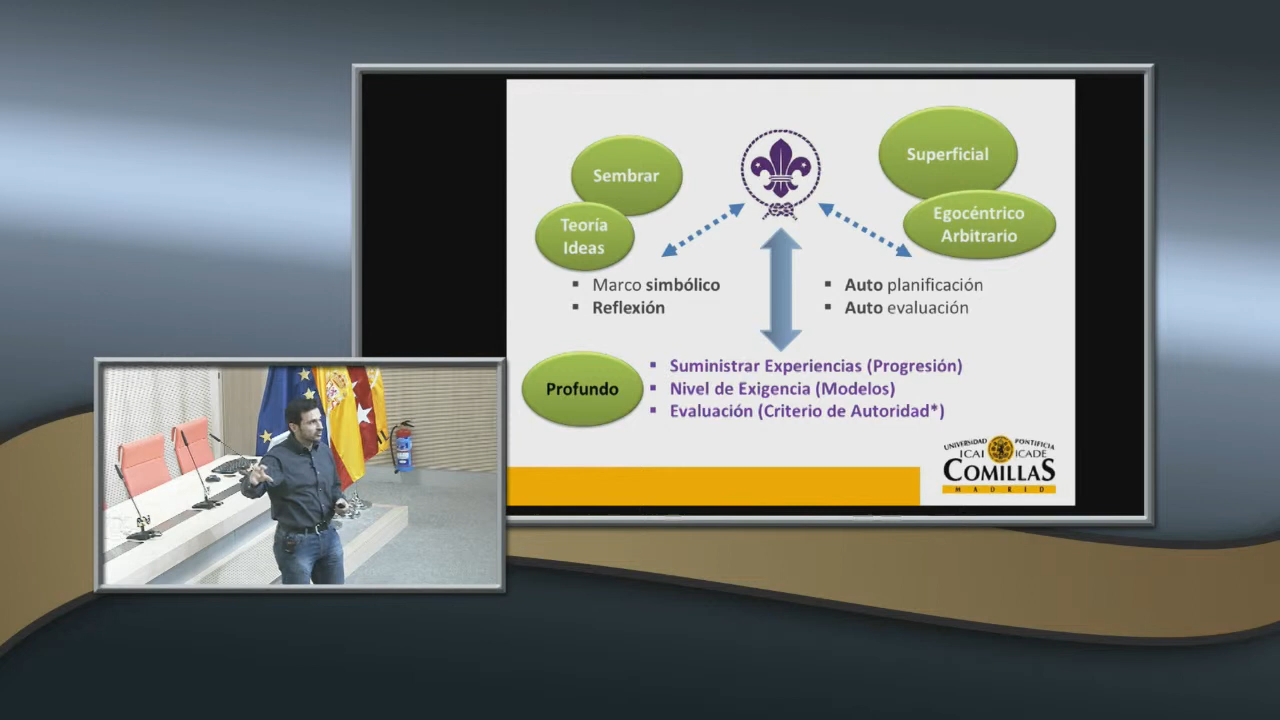 Sembrar
Teoría
Ideas
Superficial
Egocéntrico
Arbitrario
▪ Marco simbólico
▪ Reflexión
▪ Auto planificación
▪ Auto evaluación
Profundo
▪ Suministrar Experiencias (Progresión)
▪ Nivel de Exigencia (Modelos)
▪ Evaluación (Criterio de Autoridad*)
UNIVERSIDAD PONTIFICIA
ICAI ICADE
COMILLAS
MADRID